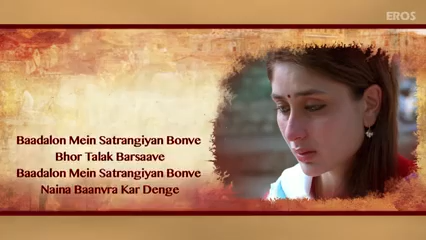 EROS
Baadalon Mein Satrangiyan Bonve
Bhor Talak Barsaave
Baadalon Mein Satrangiyan Bonve
Naina Baanvra Kar Denge